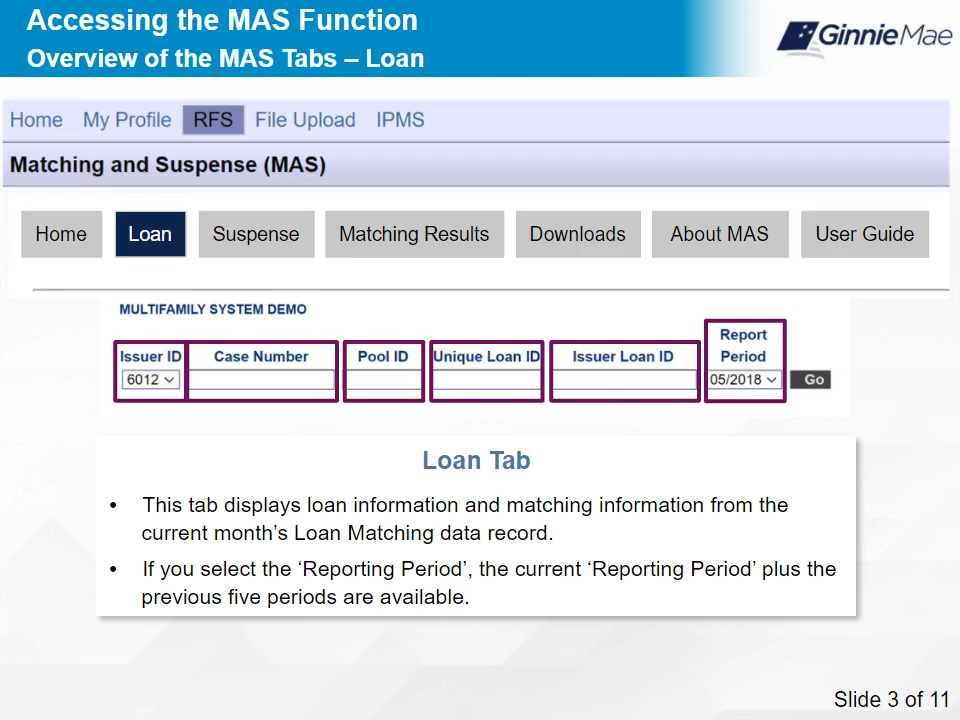 Accessing the MAS Function
Overview of the MAS Tabs – Loan
GinnieMae
Home My Profile RFS File Upload IPMS
Matching and Suspense (MAS)
Home Loan Suspense Matching Results Downloads About MAS User Guide
MULTIFAMILY SYSTEM DEMO
Issuer ID Case Number Pool ID Unique Loan ID Issuer Loan ID Report Period
6012 05/2018 Go
Loan Tab
• This tab displays loan information and matching information from the
current month’s Loan Matching data record.
• If you select the ‘Reporting Period’, the current ‘Reporting Period’ plus the
previous five periods are available.
Slide 3 of 11